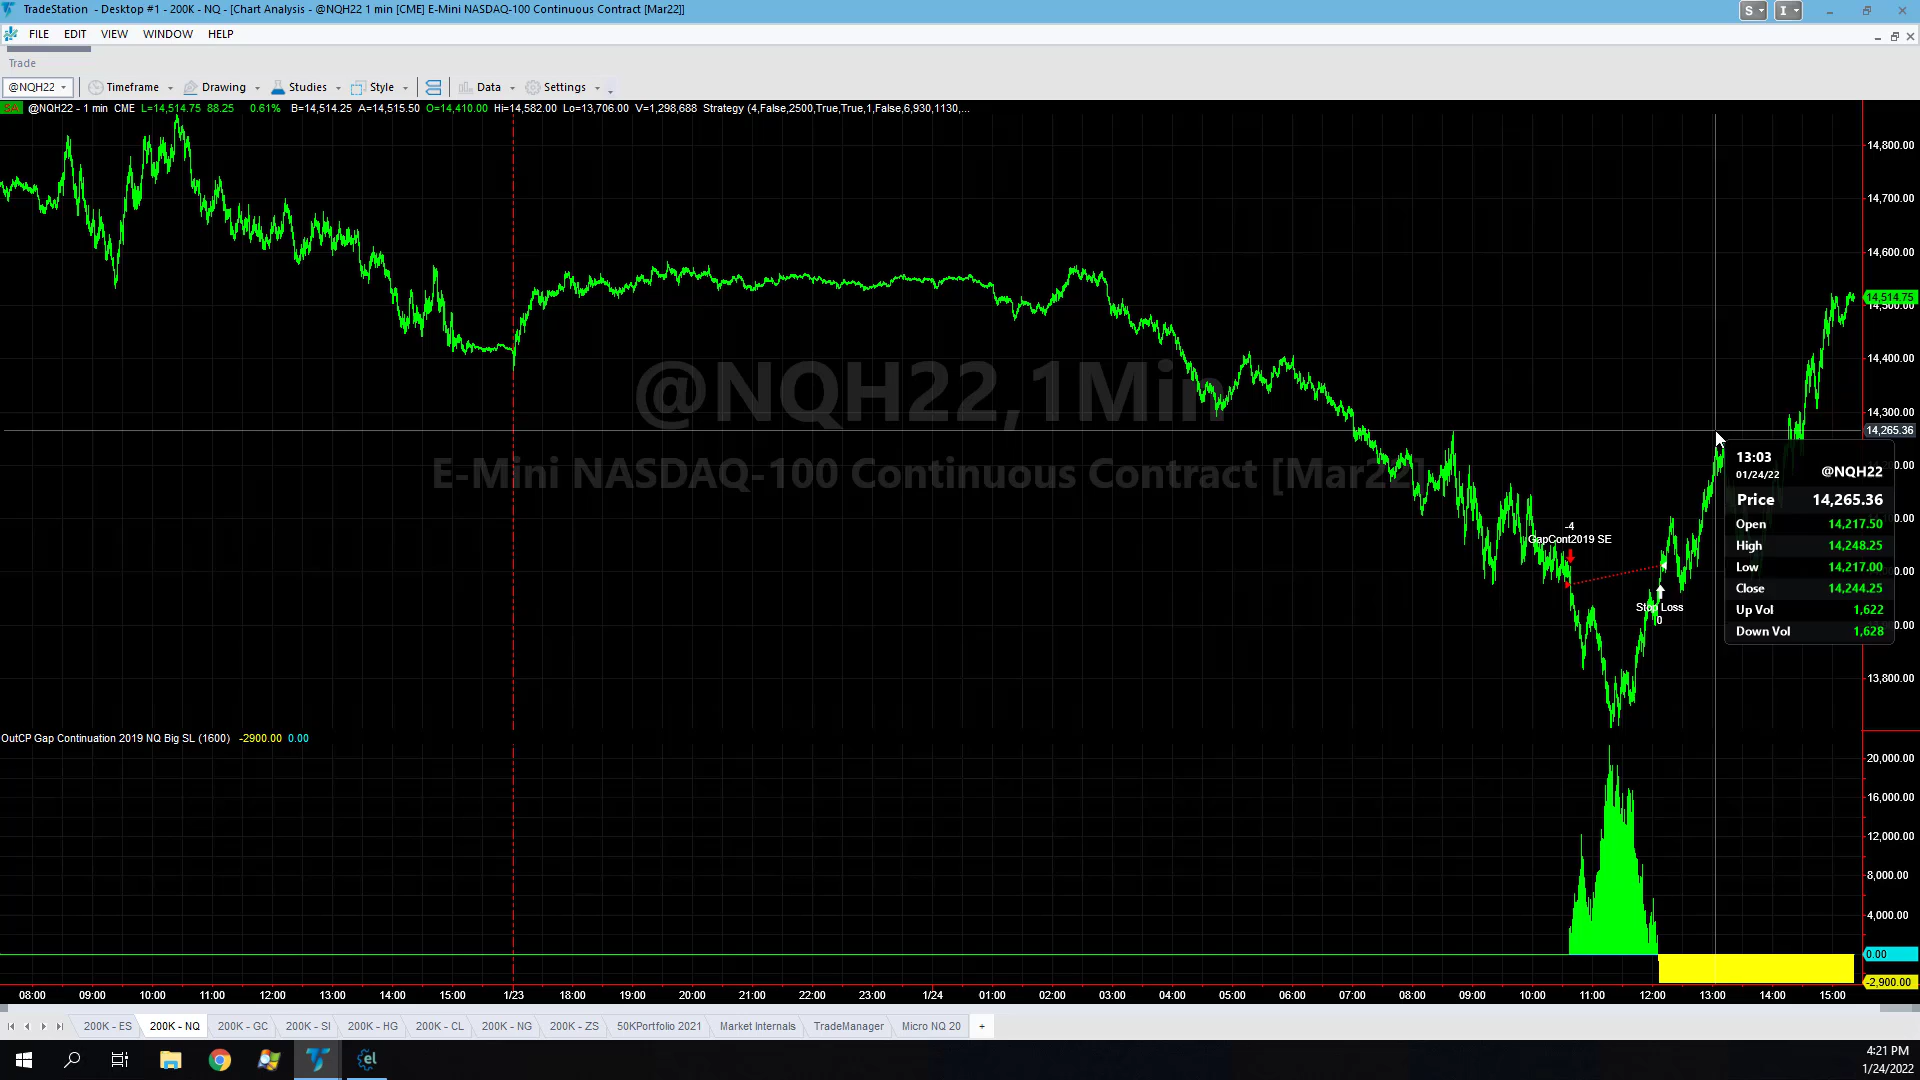 TradeStation - Desktop #1 - 200K - NQ - [Chart Analysis - @NQH22 1 min [CME] E-Mini NASDAQ-100 Continuous Contract [Mar22]]
S I
FILE EDIT VIEW WINDOW HELP
Trade
@NQH22 Timeframe Drawing Studies Style Data Settings
SA @NQH22 - 1 min CME L=14,514.75 88.25 0.61% B=14,514.25 A=14,515.50 O=14,410.00 Hi=14,582.00 Lo=13,706.00 V=1,298,688 Strategy (4,False,2500,True,True,1,False,6,930,1130,...
14,800.00
14,700.00
14,600.00
14,514.75
14,500.00
14,400.00
@NQH22,1Min
14,300.00
14,265.36
E-Mini NASDAQ-100 Continuous Contract [Mar22]
13:03
01/24/22 @NQH22
Price 14,265.36
Open 14,217.50
High 14,248.25
Low 14,217.00
Close 14,244.25
Up Vol 1,622
Down Vol 1,628
-4
GapCont2019 SE
Stop Loss
0
13,800.00
OutCP Gap Continuation 2019 NQ Big SL (1600) -2900.00 0.00
20,000.00
16,000.00
12,000.00
8,000.00
4,000.00
0.00
-2,900.00
08:00 09:00 10:00 11:00 12:00 13:00 14:00 15:00 1/23 18:00 19:00 20:00 21:00 22:00 23:00 1/24 01:00 02:00 03:00 04:00 05:00 06:00 07:00 08:00 09:00 10:00 11:00 12:00 13:00 14:00 15:00
200K - ES 200K - NQ 200K - GC 200K - SI 200K - HG 200K - CL 200K - NG 200K - ZS 50KPortfolio 2021 Market Internals TradeManager Micro NQ 20 +
el
4:21 PM
1/24/2022